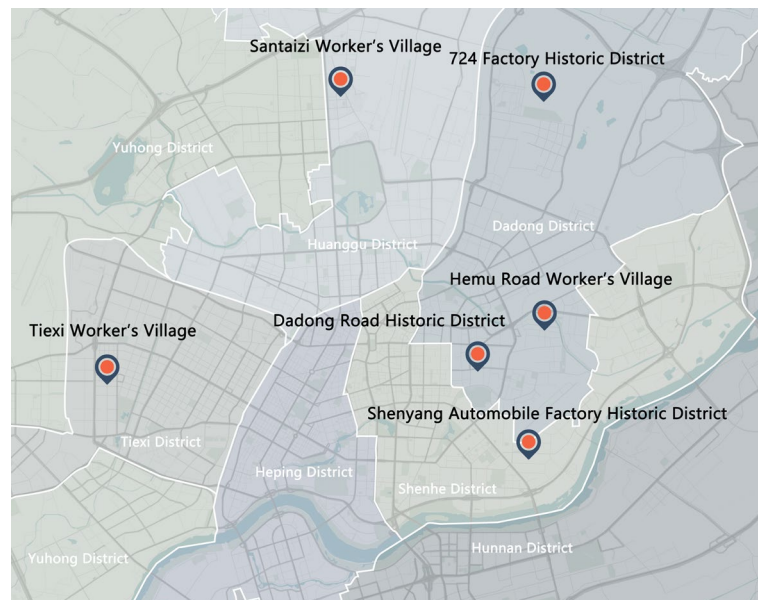 Santaizi Worker's Village
724 Factory Historic District
Yuhong District
Dadong District
Huanggu District
Hemu Road Worker's Village
Dadong Road Historic District
Tiexi Worker's Village
Shenyang Automobile Factory Historic District
Tiexi District
Heping District
Shenhe District
Hunnan District
Yuhong District